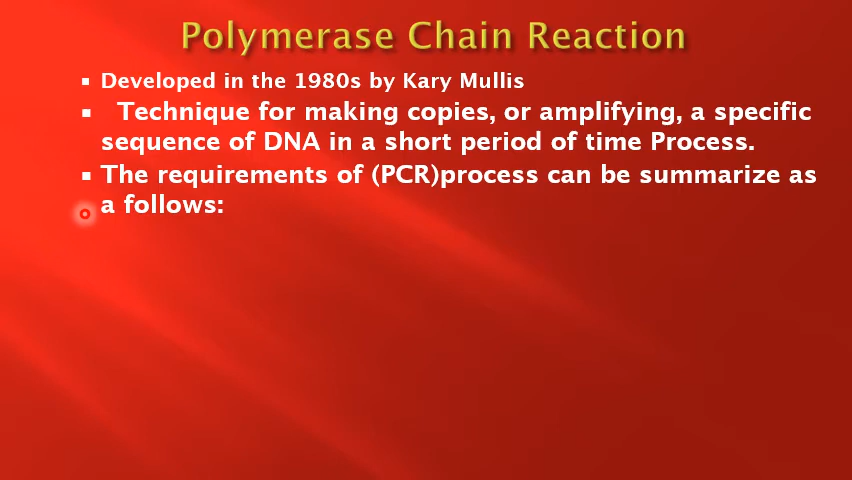 Polymerase Chain Reaction
▪ Developed in the 1980s by Kary Mullis
▪ Technique for making copies, or amplifying, a specific
sequence of DNA in a short period of time Process.
▪ The requirements of (PCR)process can be summarize as
a follows: